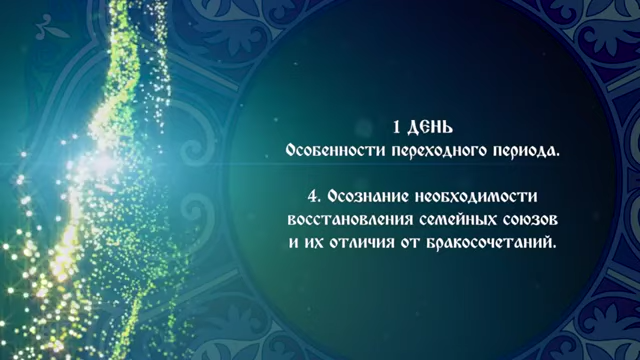 1 ДЕНЬ
Особенности переходного периода.
4. Осознание необходимости
восстановления семейных союзов
и их отличия от бракосочетаний.